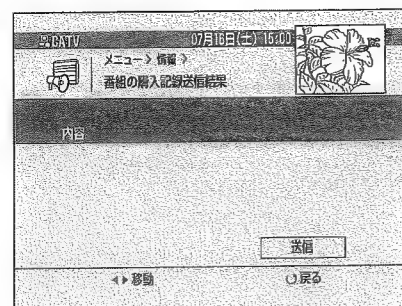 CATV 07月16日(土) 15:00
メニュー 〉 情報 〉
番組の購入記録送信結果
内容
送信
◀▶ 移動 戻る